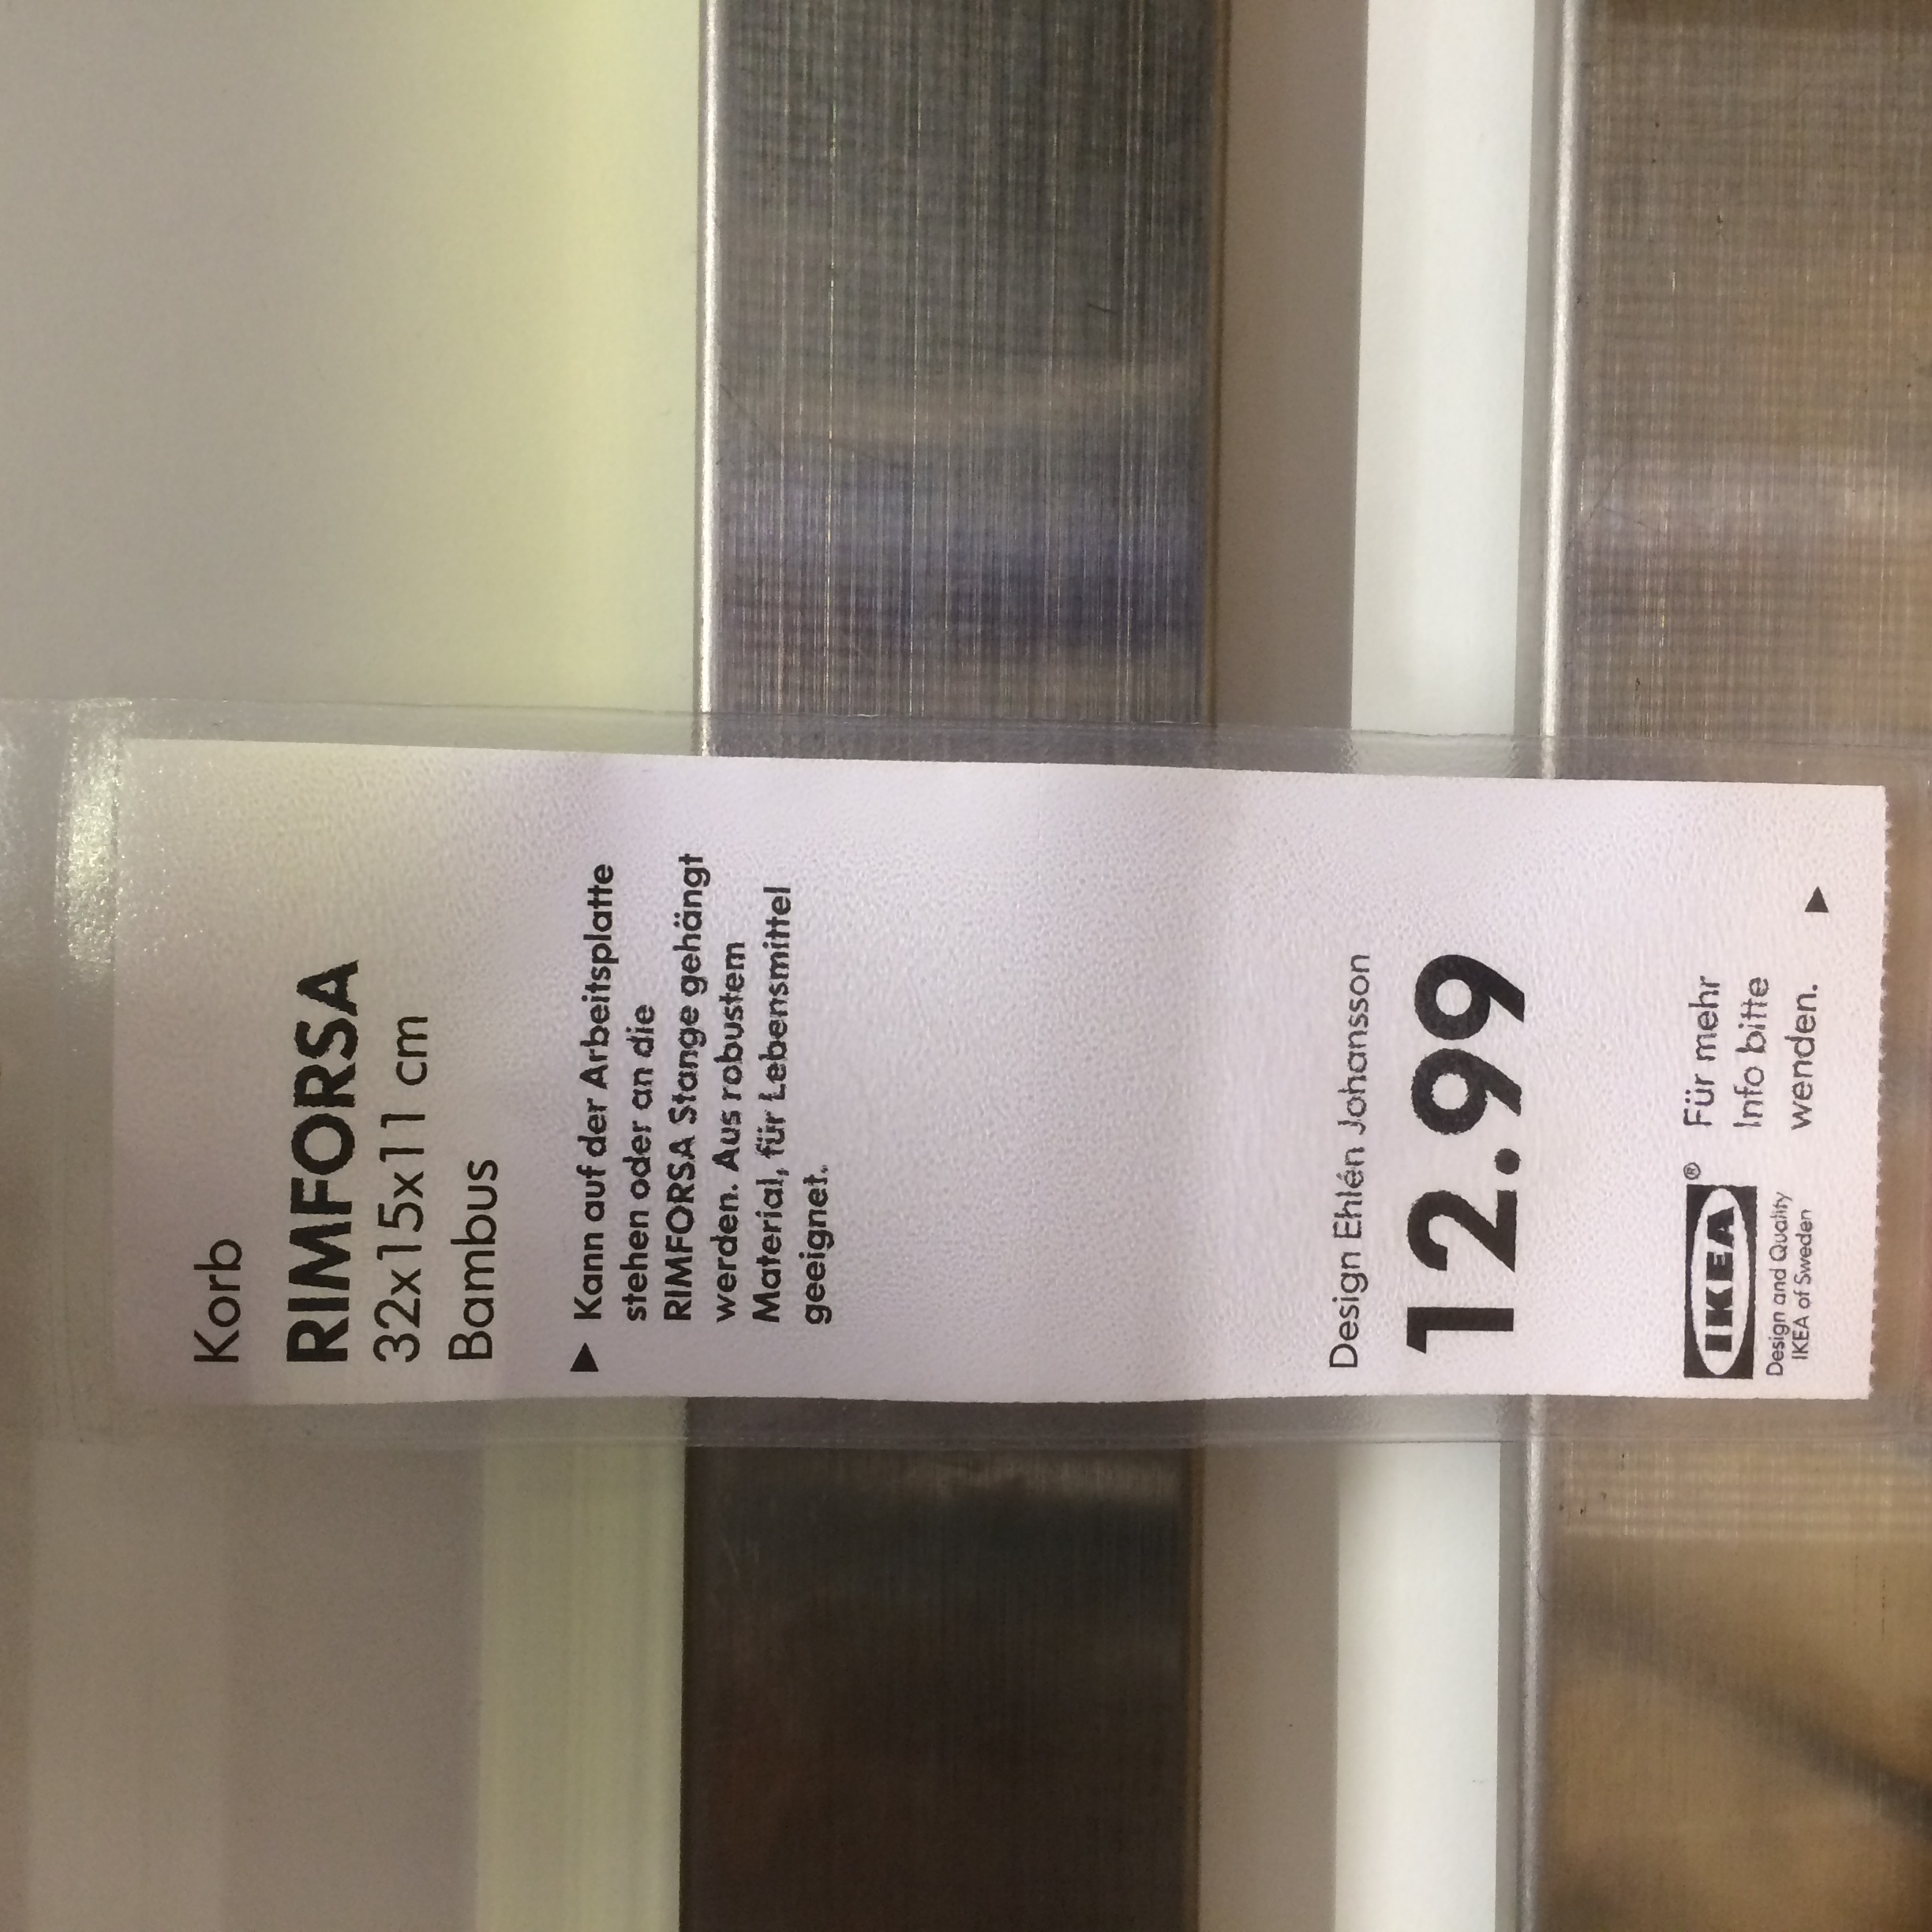 Korb
RIMFORSA
32x15x11 cm
Bambus
▶ Kann auf der Arbeitsplatte
stehen oder an die
RIMFORSA Stange gehängt
werden. Aus robustem
Material, für Lebensmittel
geeignet.
Design Ehlén Johansson
12.99
IKEA®
Design and Quality
IKEA of Sweden
Für mehr
Info bitte
wenden. ▶